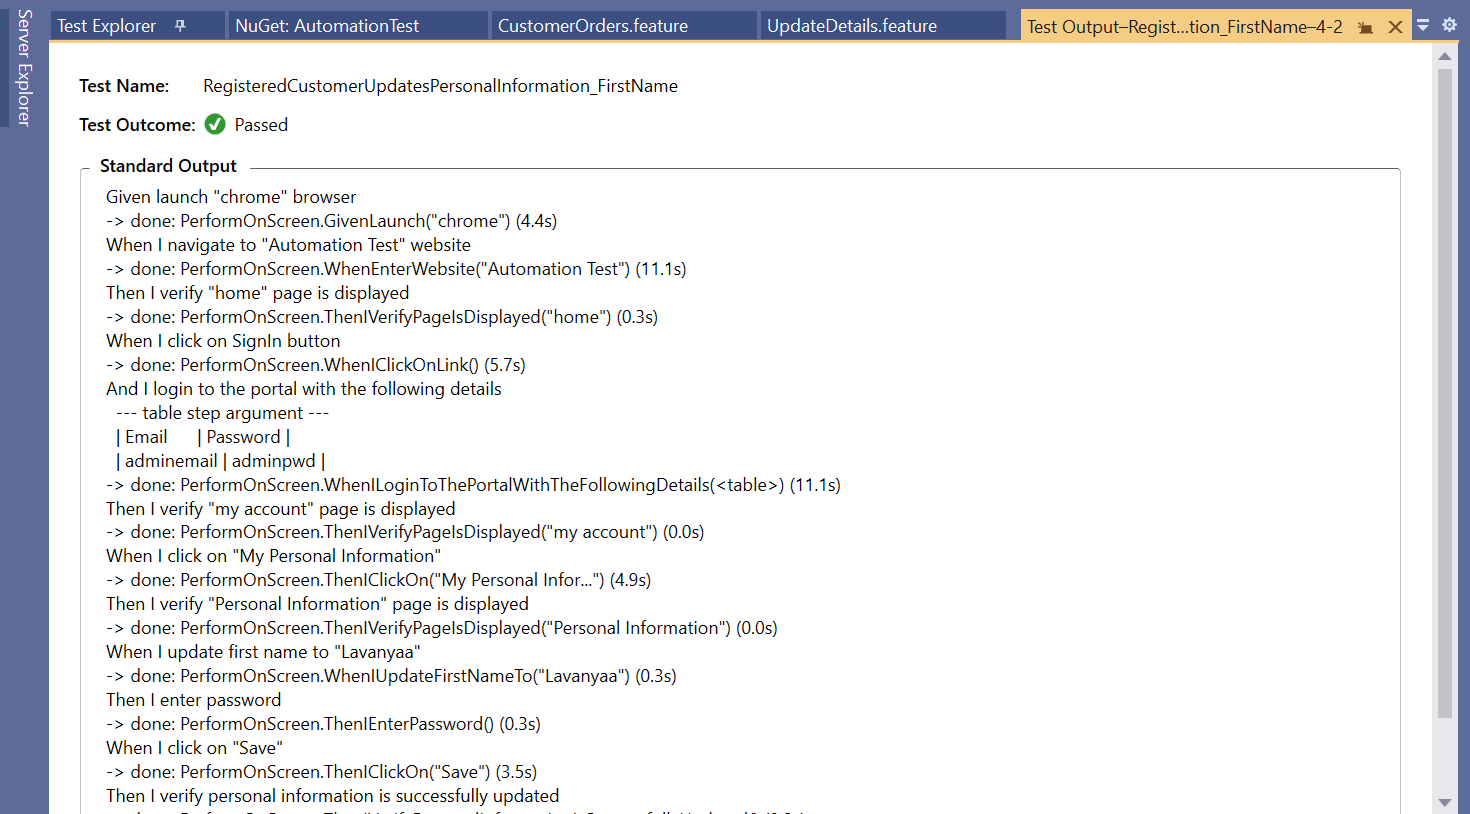 Server Explorer
Test Explorer
NuGet: AutomationTest
CustomerOrders.feature
UpdateDetails.feature
Test Output–Regist...tion_FirstName–4-2
Test Name: RegisteredCustomerUpdatesPersonalInformation_FirstName
Test Outcome: Passed
Standard Output
Given launch "chrome" browser
-> done: PerformOnScreen.GivenLaunch("chrome") (4.4s)
When I navigate to "Automation Test" website
-> done: PerformOnScreen.WhenEnterWebsite("Automation Test") (11.1s)
Then I verify "home" page is displayed
-> done: PerformOnScreen.ThenIVerifyPageIsDisplayed("home") (0.3s)
When I click on SignIn button
-> done: PerformOnScreen.WhenIClickOnLink() (5.7s)
And I login to the portal with the following details
--- table step argument ---
| Email | Password |
| adminemail | adminpwd |
-> done: PerformOnScreen.WhenILoginToThePortalWithTheFollowingDetails(<table>) (11.1s)
Then I verify "my account" page is displayed
-> done: PerformOnScreen.ThenIVerifyPageIsDisplayed("my account") (0.0s)
When I click on "My Personal Information"
-> done: PerformOnScreen.ThenIClickOn("My Personal Infor...") (4.9s)
Then I verify "Personal Information" page is displayed
-> done: PerformOnScreen.ThenIVerifyPageIsDisplayed("Personal Information") (0.0s)
When I update first name to "Lavanyaa"
-> done: PerformOnScreen.WhenIUpdateFirstNameTo("Lavanyaa") (0.3s)
Then I enter password
-> done: PerformOnScreen.ThenIEnterPassword() (0.3s)
When I click on "Save"
-> done: PerformOnScreen.ThenIClickOn("Save") (3.5s)
Then I verify personal information is successfully updated